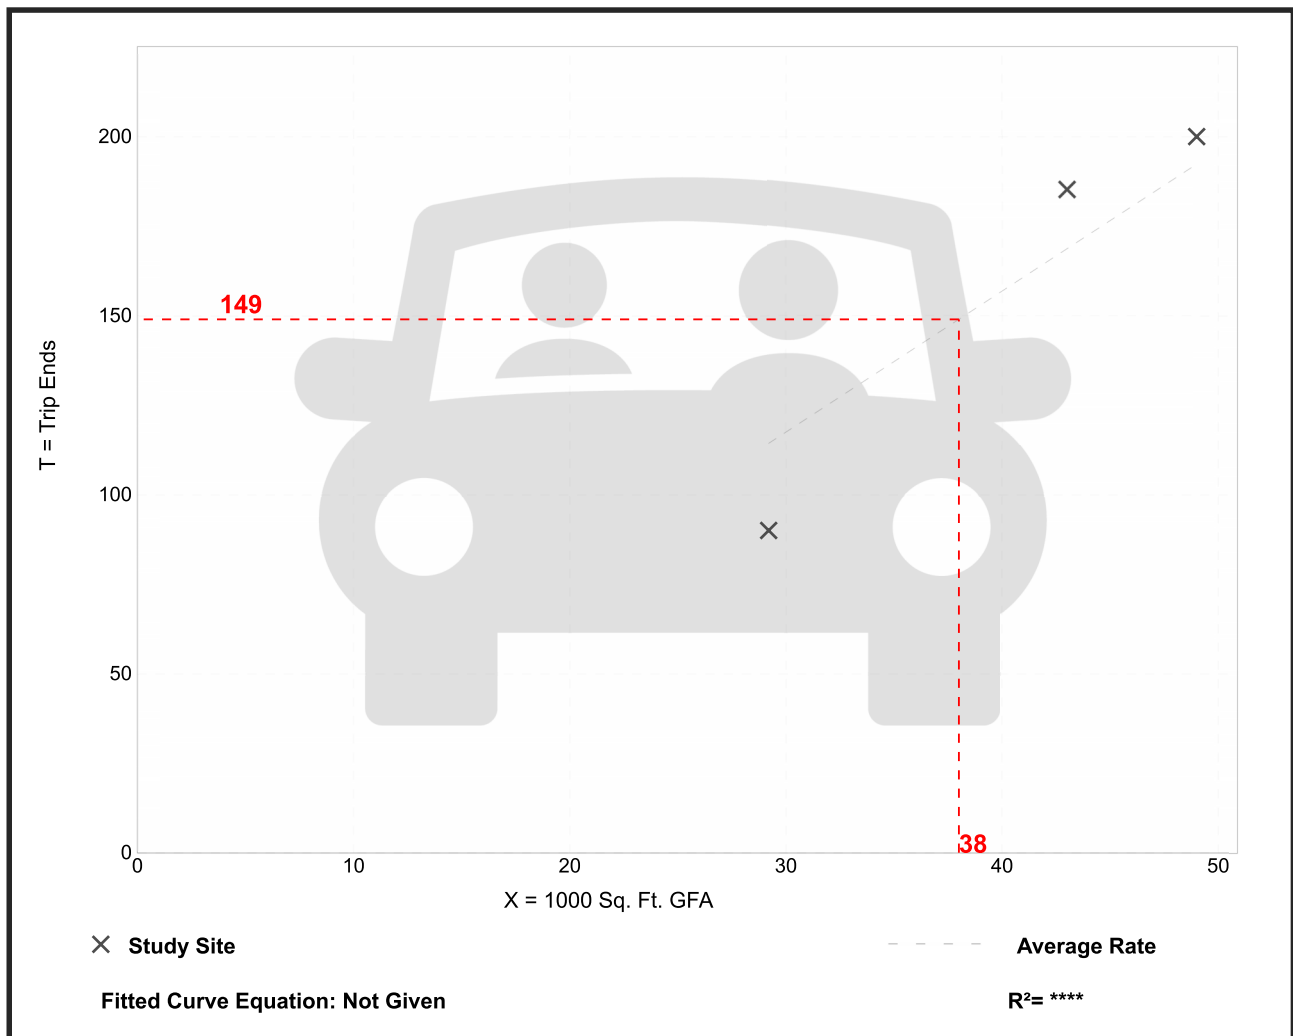 200
149
150
T = Trip Ends
100
50
38
0
0 10 20 30 40 50
X = 1000 Sq. Ft. GFA
Study Site Average Rate
Fitted Curve Equation: Not Given R²= ****